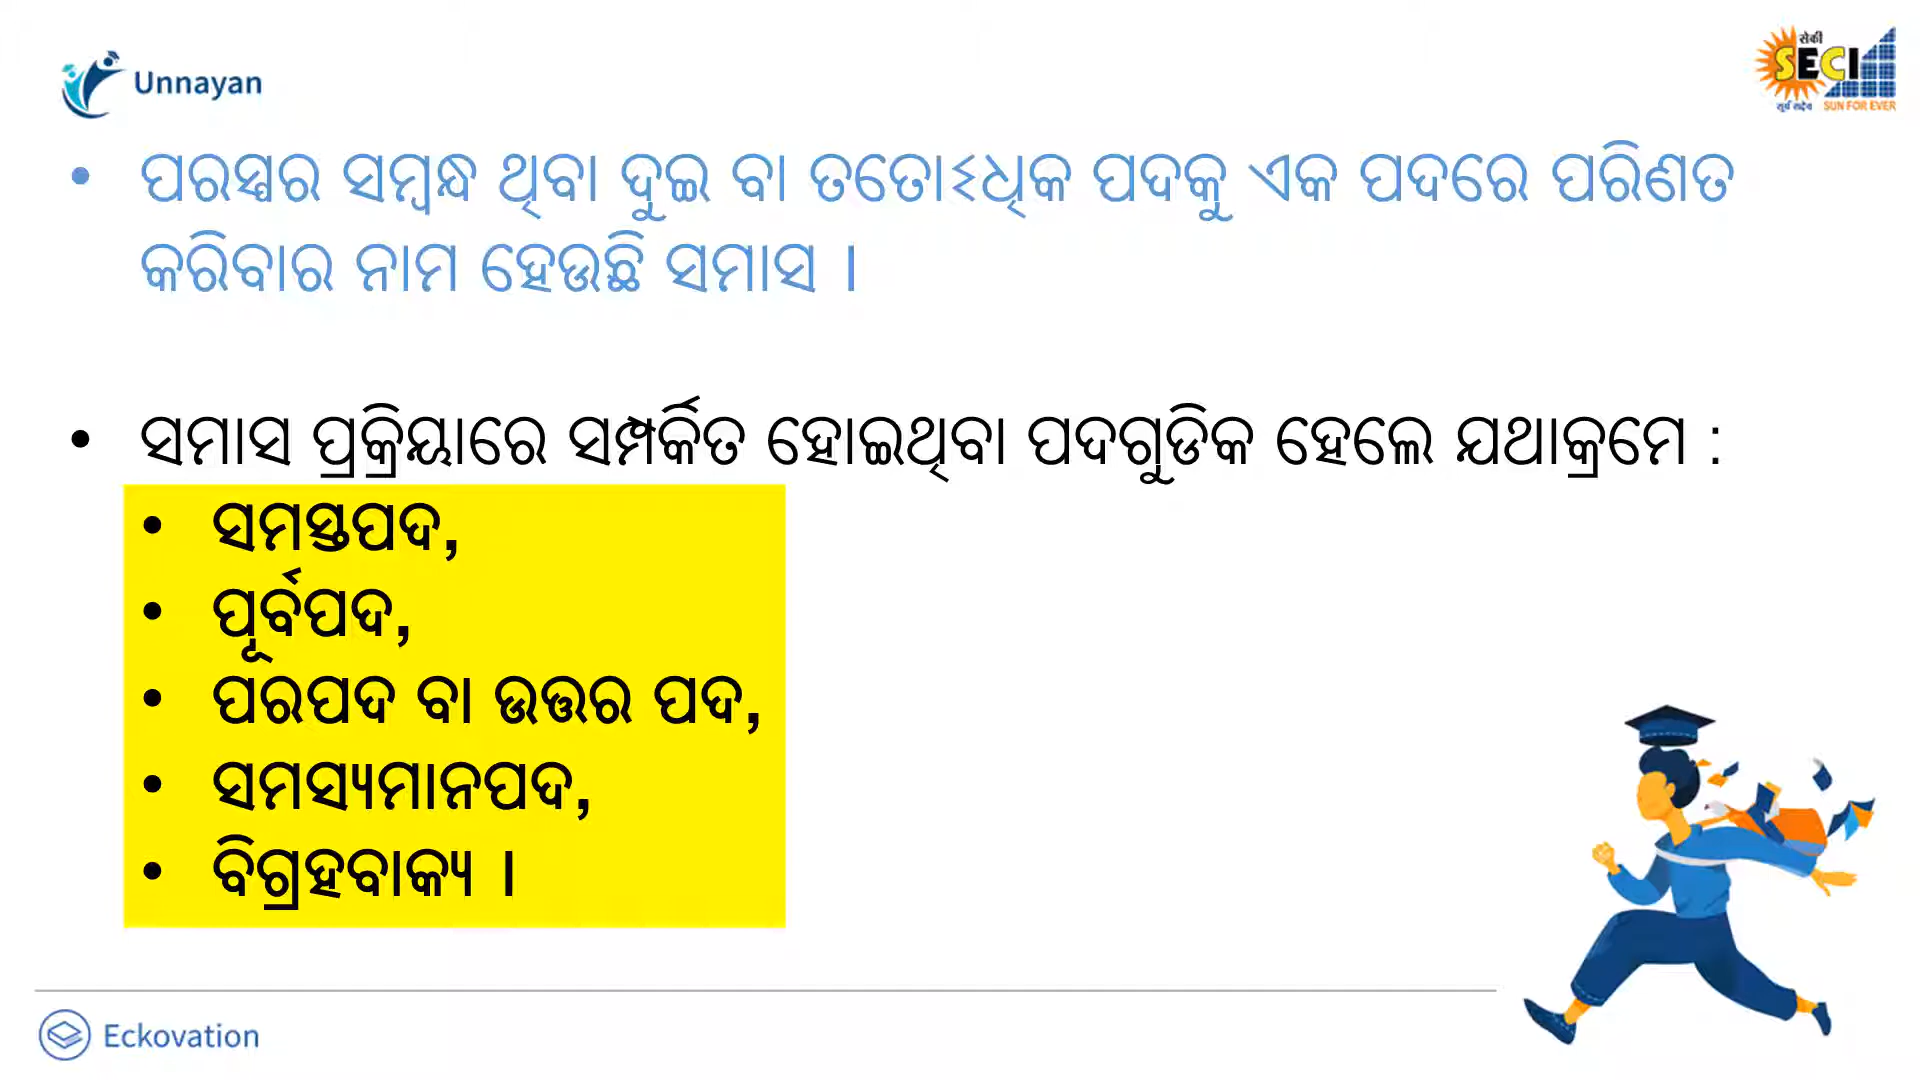 Unnayan
सेकी
SECI
सूर्य सदैव SUN FOR EVER
• ପରସ୍ପର ସମ୍ବନ୍ଧ ଥିବା ଦୁଇ ବା ତତୋଽଧିକ ପଦକୁ ଏକ ପଦରେ ପରିଣତ
କରିବାର ନାମ ହେଉଛି ସମାସ ।
• ସମାସ ପ୍ରକ୍ରିୟାରେ ସମ୍ପର୍କିତ ହୋଇଥିବା ପଦଗୁଡିକ ହେଲେ ଯଥାକ୍ରମେ :
• ସମସ୍ତପଦ,
• ପୂର୍ବପଦ,
• ପରପଦ ବା ଉତ୍ତର ପଦ,
• ସମସ୍ୟମାନପଦ,
• ବିଗ୍ରହବାକ୍ୟ ।
Eckovation